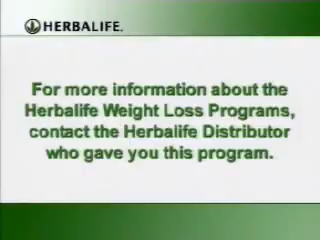 HERBALIFE.
For more information about the
Herbalife Weight Loss Programs,
contact the Herbalife Distributor
who gave you this program.